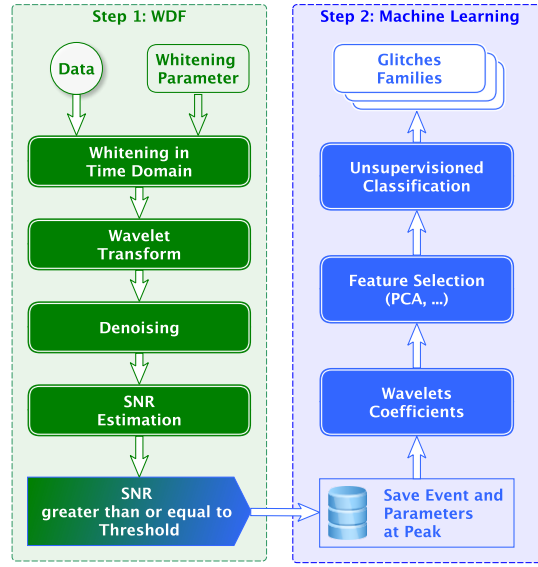 Step 1: WDF
Data
Whitening
Parameter
Whitening in
Time Domain
Wavelet
Transform
Denoising
SNR
Estimation
SNR
greater than or equal to
Threshold
Step 2: Machine Learning
Glitches
Families
Unsupervisioned
Classification
Feature Selection
(PCA, ...)
Wavelets
Coefficients
Save Event and
Parameters
at Peak